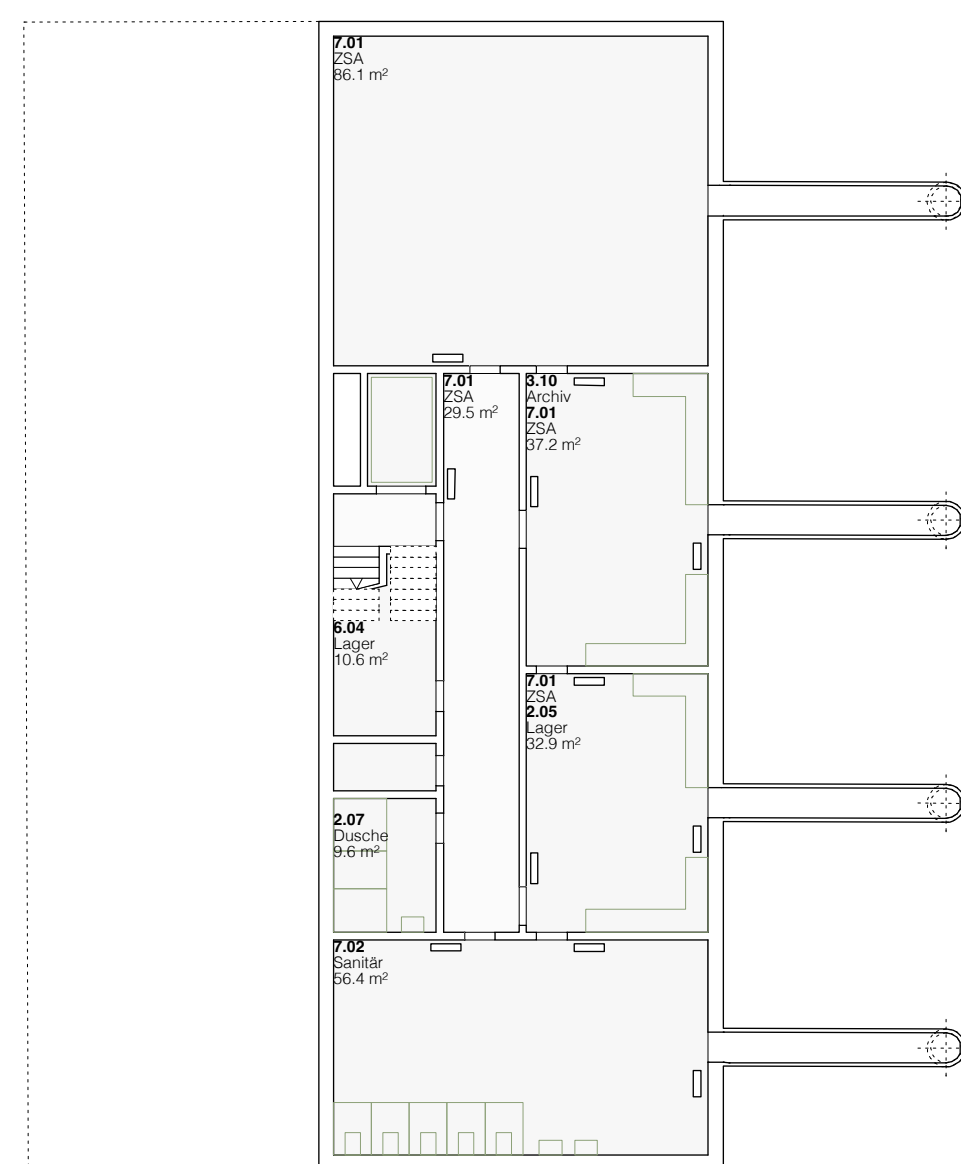 7.01
ZSA
86.1 m²
7.01
ZSA
29.5 m²
3.10
Archiv
7.01
ZSA
37.2 m²
6.04
Lager
10.6 m²
7.01
ZSA
2.05
Lager
32.9 m²
2.07
Dusche
9.6 m²
7.02
Sanitär
56.4 m²